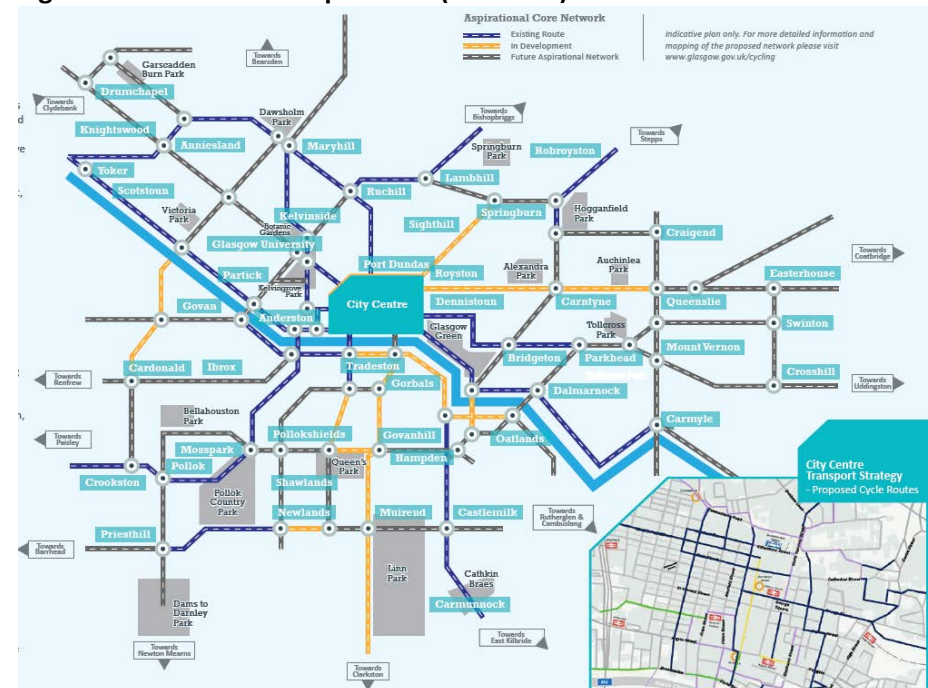 Aspirational Core Network
Existing Route
In Development
Future Aspirational Network
Indicative plan only. For more detailed information and
mapping of the proposed network please visit
www.glasgow.gov.uk/cycling
Towards
Bearsden
Garscadden
Burn Park
Drumchapel
Towards
Clydebank
Dawsholm
Park
Towards
Bishopbriggs
Towards
Stepps
Knightswood
Anniesland
Maryhill
Springburn
Park
Robroyston
Yoker
Scotstoun
Lambhill
Ruchill
Springburn
Victoria
Park
Kelvinside
Sighthill
Hogganfield
Park
Botanic
Gardens
Craigend
Glasgow University
Port Dundas
Partick
Royston
Alexandra
Park
Auchinlea
Park
Towards
Coatbridge
Easterhouse
Kelvingrove
Park
City Centre
Dennistoun
Carntyne
Queenslie
Govan
Anderston
Glasgow
Green
Tollcross
Park
Swinton
Bridgeton
Parkhead
Mount Vernon
Cardonald
Ibrox
Tradeston
Crosshill
Towards
Renfrew
Gorbals
Dalmarnock
Towards
Uddingston
Bellahouston
Park
Carmyle
Towards
Paisley
Pollokshields
Govanhill
Oatlands
Mosspark
Hampden
Pollok
Queen's
Park
Crookston
Shawlands
Pollok
Country
Park
City Centre
Transport Strategy
- Proposed Cycle Routes
Newlands
Muirend
Castlemilk
Towards
Rutherglen &
Cambuslang
Priesthill
Towards
Barrhead
Linn
Park
Cathkin
Braes
Dams to
Darnley
Park
Carmunnock
Towards
Newton Mearns
Towards
East Kilbride
Towards
Clarkston